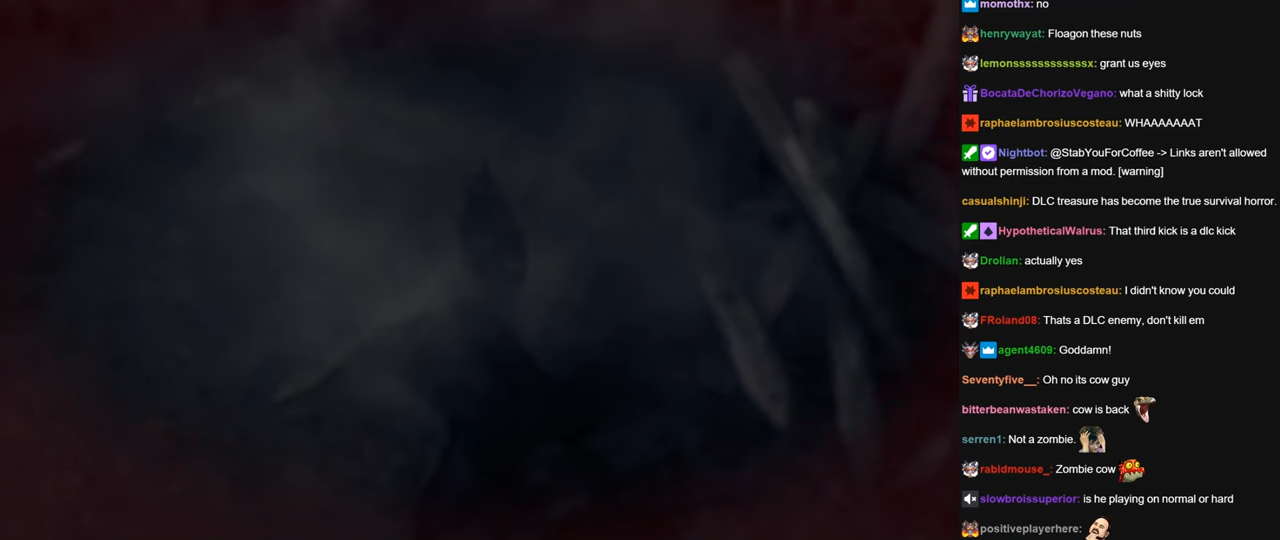 momothx: no
henrywayat: Floagon these nuts
lemonsssssssssssssx: grant us eyes
BocataDeChorizoVegano: what a shitty lock
raphaelambrosiuscosteau: WHAAAAAAAT
Nightbot: @StabYouForCoffee -> Links aren't allowed
without permission from a mod. [warning]
casualshinji: DLC treasure has become the true survival horror.
HypotheticalWalrus: That third kick is a dlc kick
Drolian: actually yes
raphaelambrosiuscosteau: I didn't know you could
FRoland08: Thats a DLC enemy, don't kill em
agent4609: Goddamn!
Seventyfive__: Oh no its cow guy
bitterbeanwastaken: cow is back
serren1: Not a zombie.
rabidmouse_: Zombie cow
slowbroissuperior: is he playing on normal or hard
positiveplayerhere: